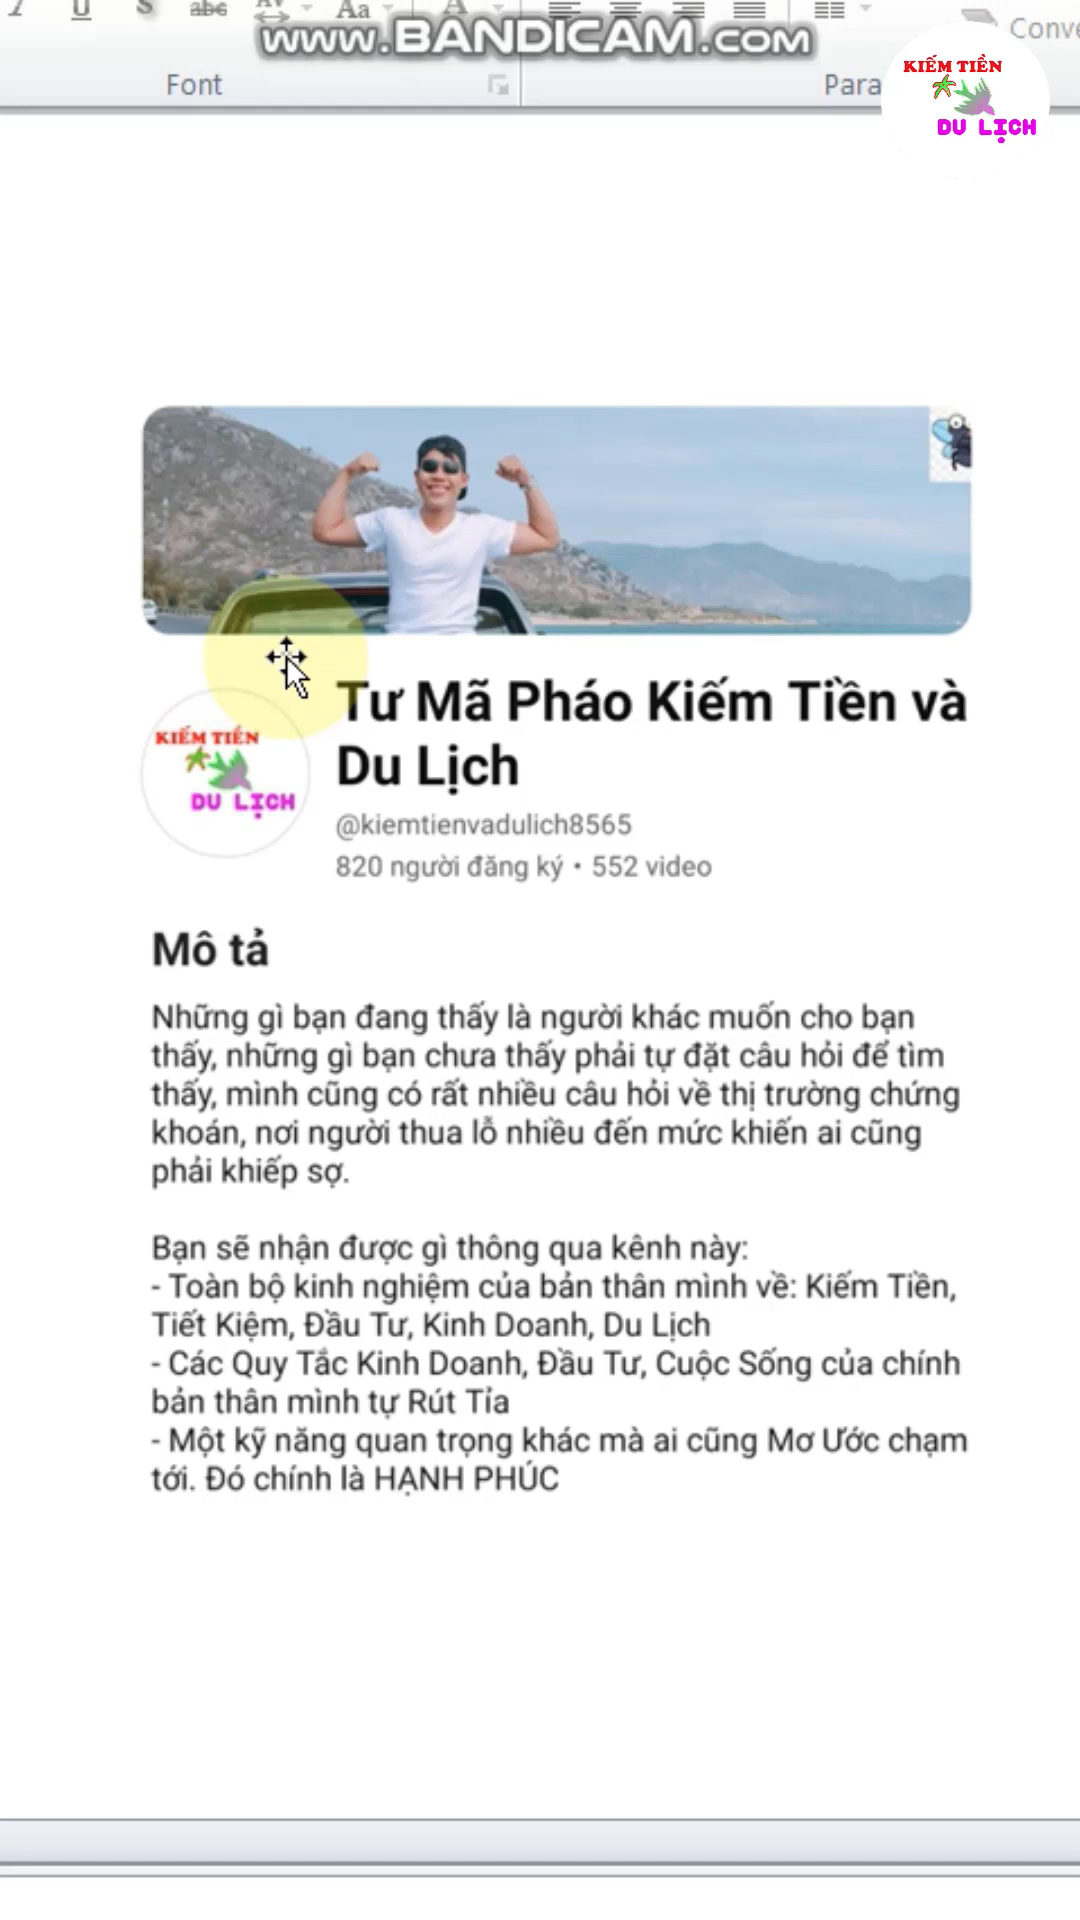 I U S abc AV Aa A
Conve
www.BANDICAM.com
Font
Para
KIẾM TIỀN
DU LỊCH
Tư Mã Pháo Kiếm Tiền và
Du Lịch
KIẾM TIỀN
DU LỊCH
@kiemtienvadulich8565
820 người đăng ký • 552 video
Mô tả
Những gì bạn đang thấy là người khác muốn cho bạn
thấy, những gì bạn chưa thấy phải tự đặt câu hỏi để tìm
thấy, mình cũng có rất nhiều câu hỏi về thị trường chứng
khoán, nơi người thua lỗ nhiều đến mức khiến ai cũng
phải khiếp sợ.
Bạn sẽ nhận được gì thông qua kênh này:
- Toàn bộ kinh nghiệm của bản thân mình về: Kiếm Tiền,
Tiết Kiệm, Đầu Tư, Kinh Doanh, Du Lịch
- Các Quy Tắc Kinh Doanh, Đầu Tư, Cuộc Sống của chính
bản thân mình tự Rút Tỉa
- Một kỹ năng quan trọng khác mà ai cũng Mơ Ước chạm
tới. Đó chính là HẠNH PHÚC